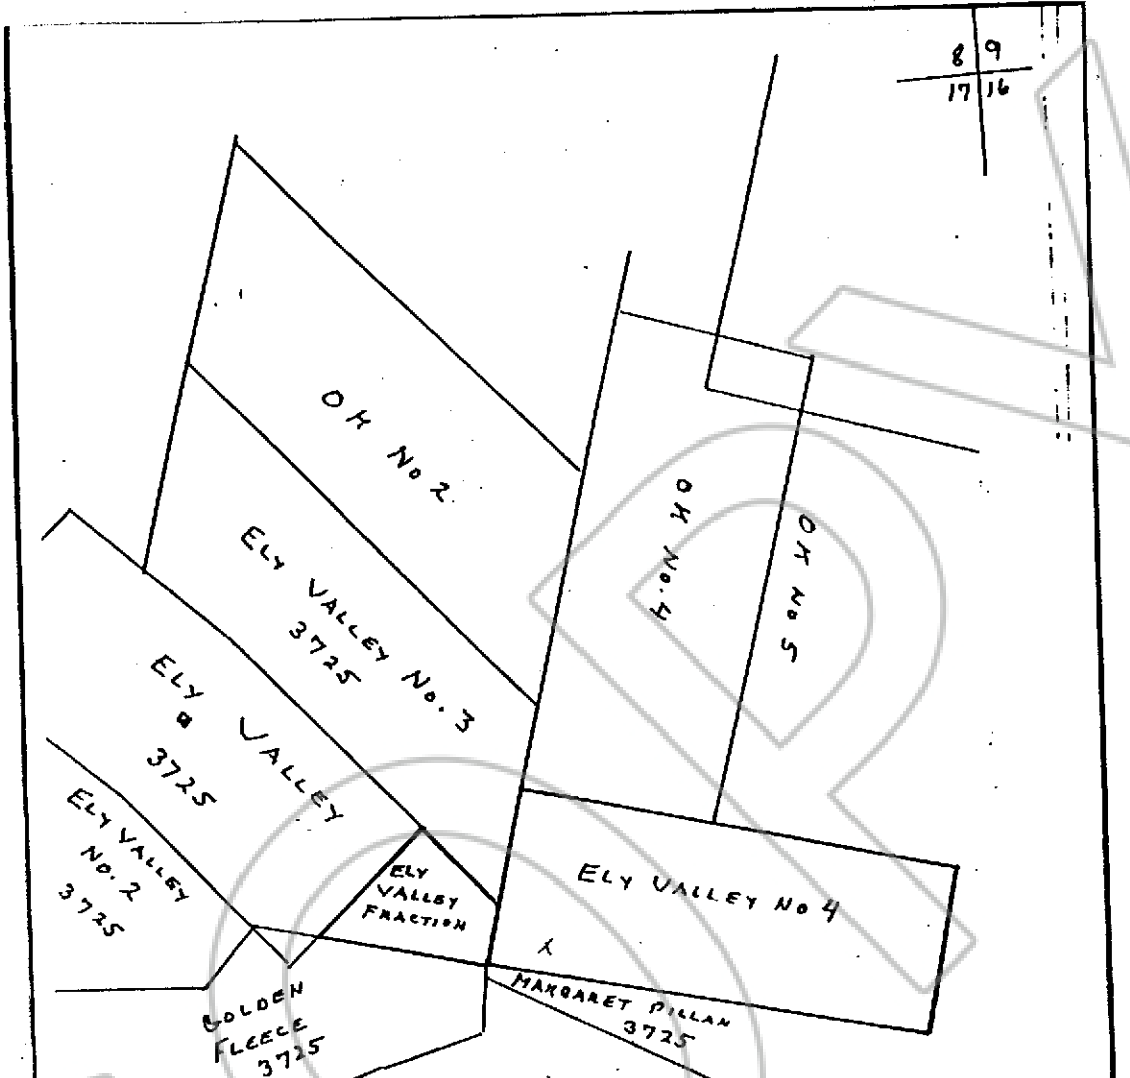 8 9
17 16
OK
No 2
ELY VALLEY No. 3
3725
OK No. 4
OK No 5
ELY VALLEY
3725
ELY VALLEY
No. 2
3725
ELY
VALLEY
FRACTION
ELY VALLEY No 4
GOLDEN
FLEECE
3725
MARGARET DILLAN
3725